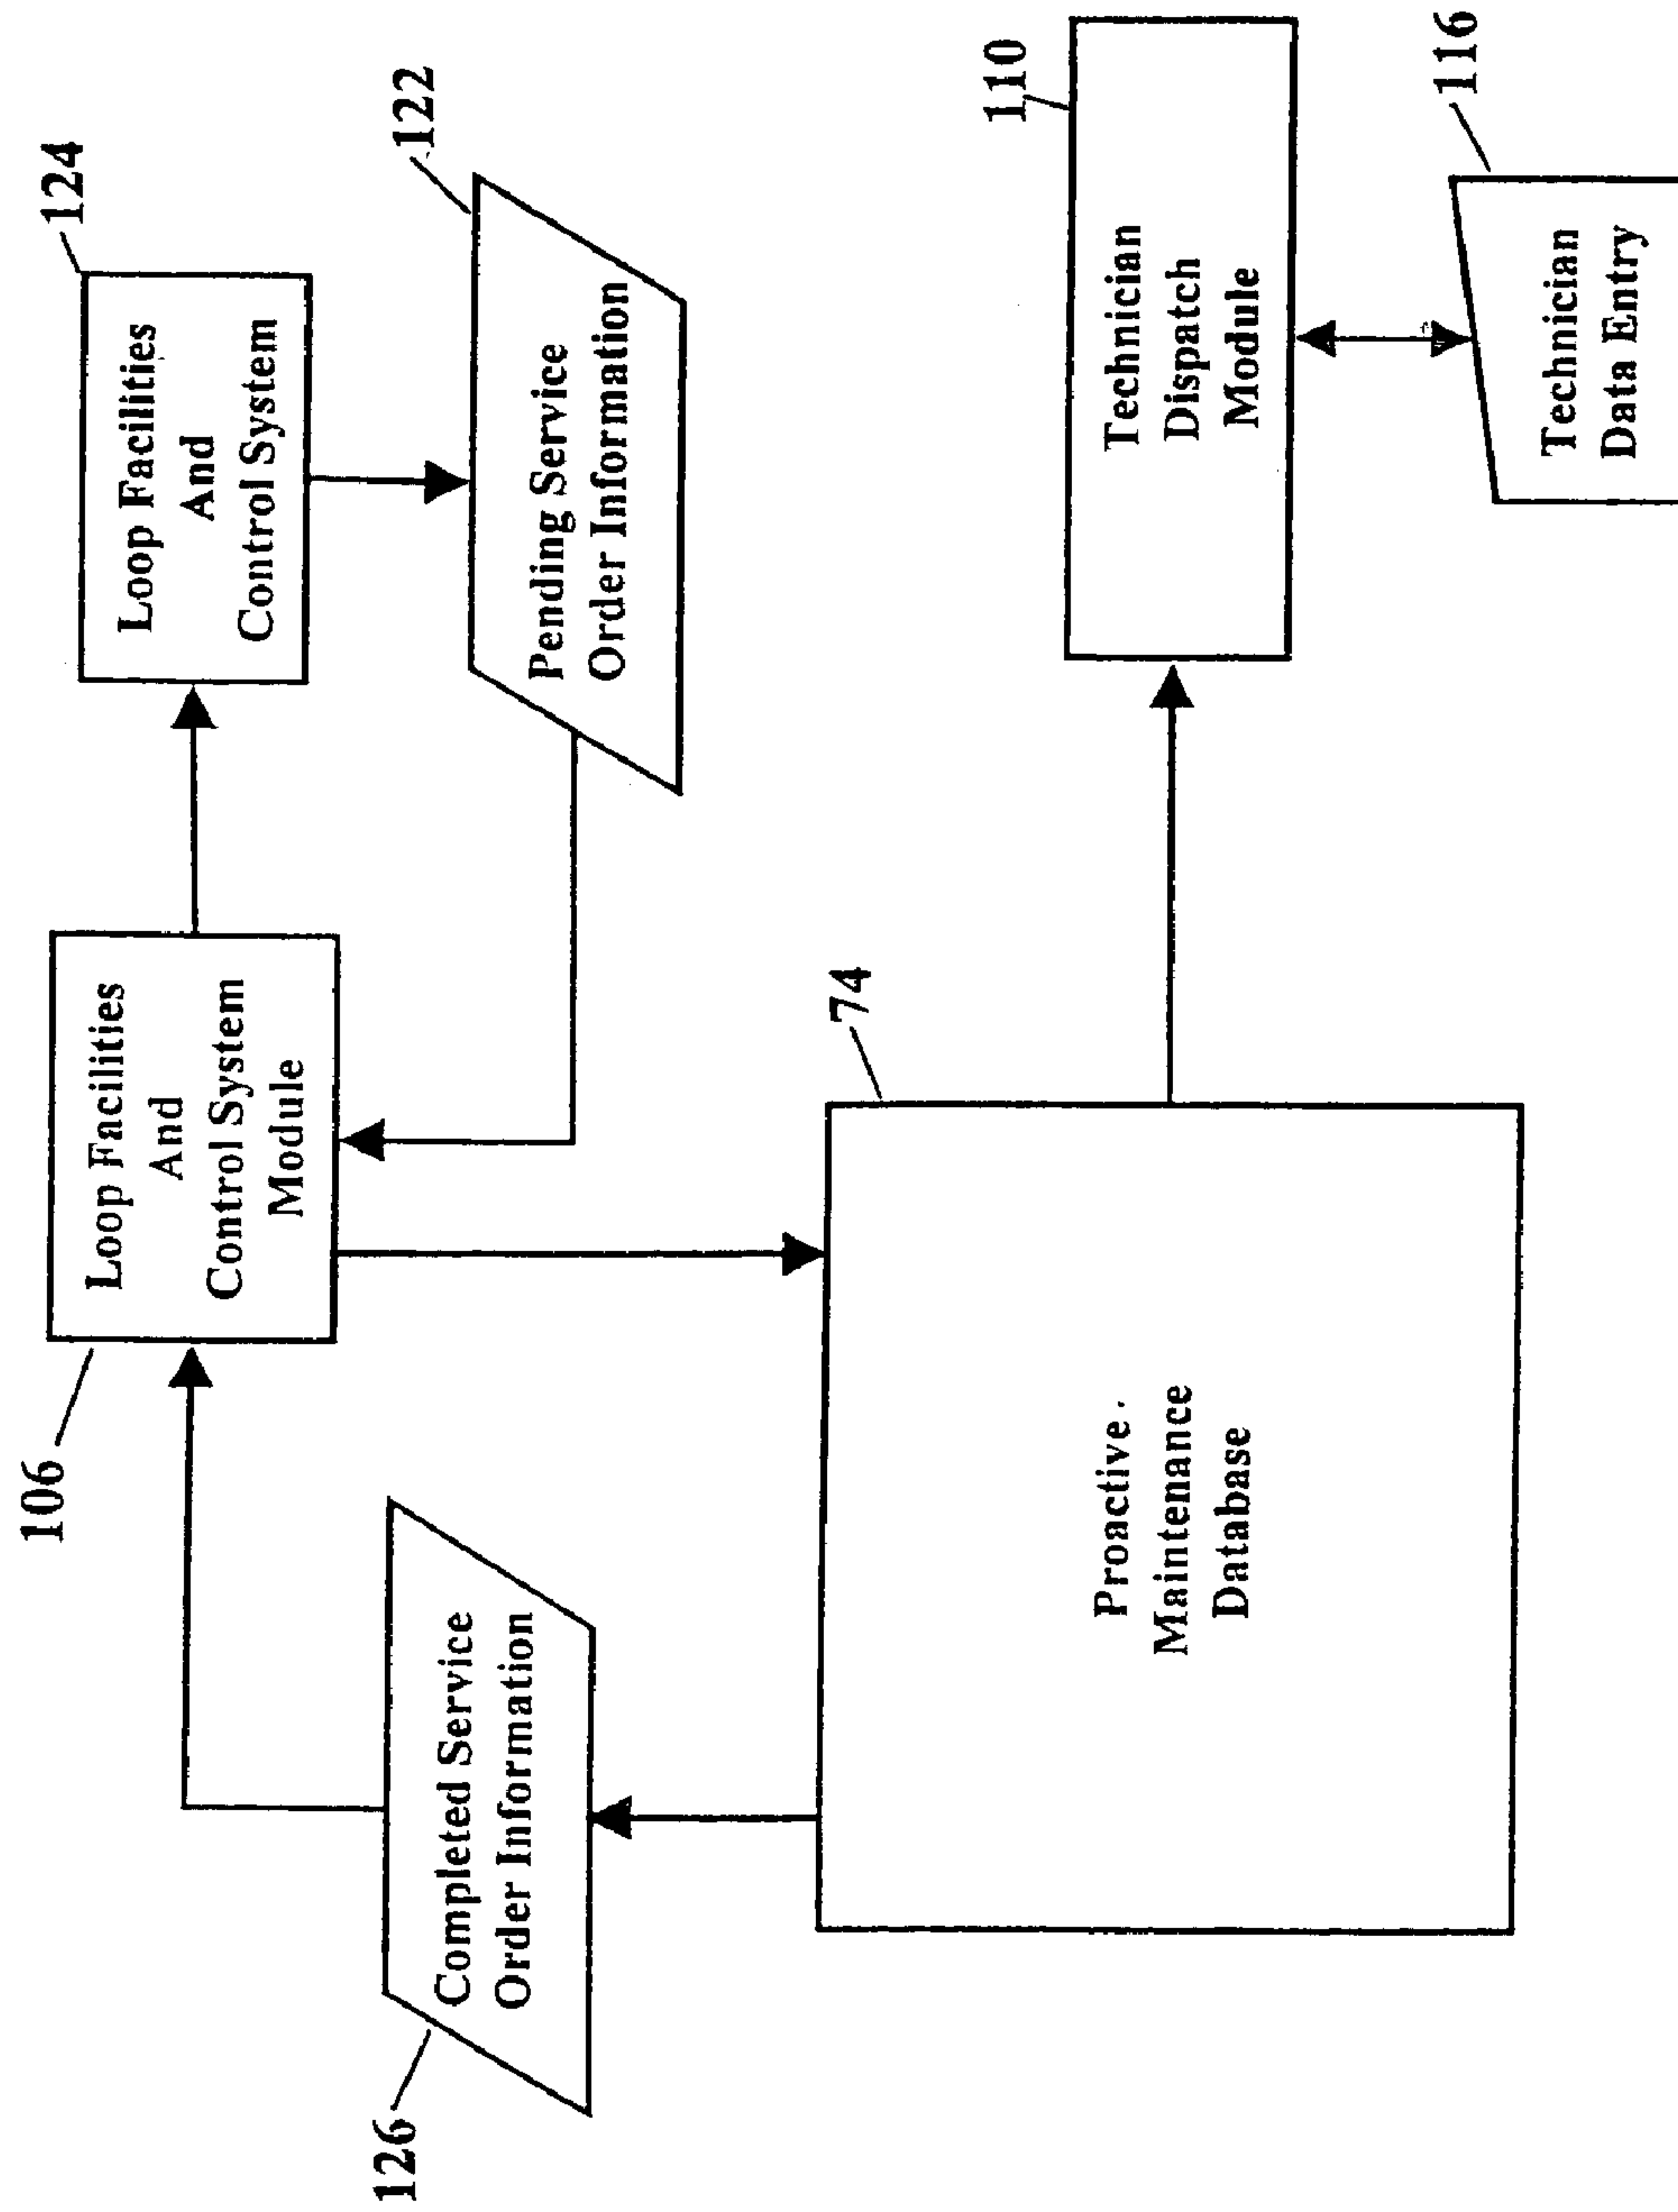 106
Loop Facilities
And
Control System
Module
124
Loop Facilities
And
Control System
126
Completed Service
Order Information
122
Pending Service
Order Information
74
Proactive
Maintenance
Database
110
Technician
Dispatch
Module
116
Technician
Data Entry